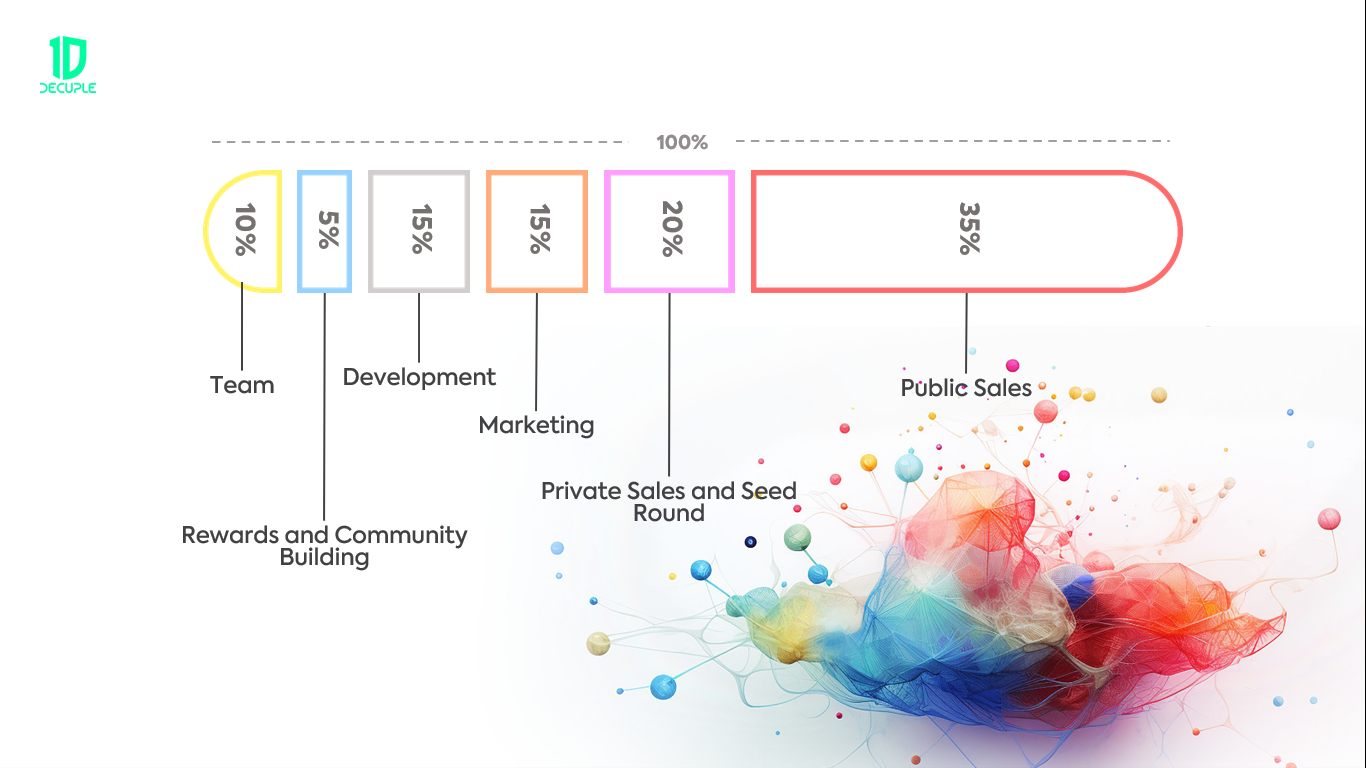 1D
DECUPLE
100%
10%
5%
15%
15%
20%
35%
Team
Development
Public Sales
Marketing
Private Sales and Seed
Round
Rewards and Community
Building